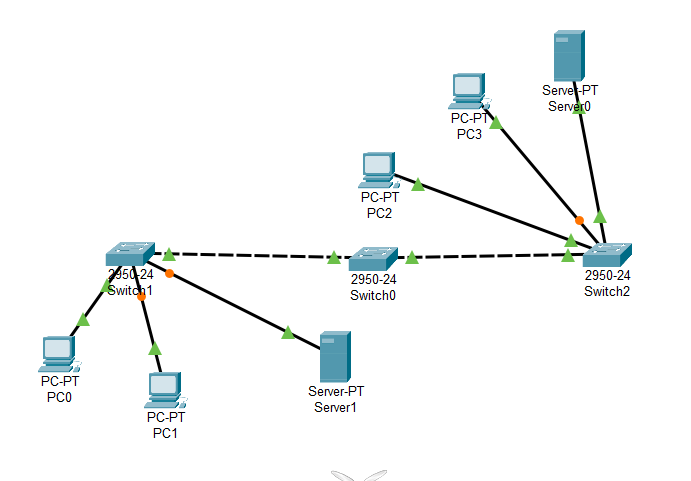 Server-PT
Server0
PC-PT
PC3
PC-PT
PC2
2950-24
Switch1
2950-24
Switch0
2950-24
Switch2
PC-PT
PC0
PC-PT
PC1
Server-PT
Server1